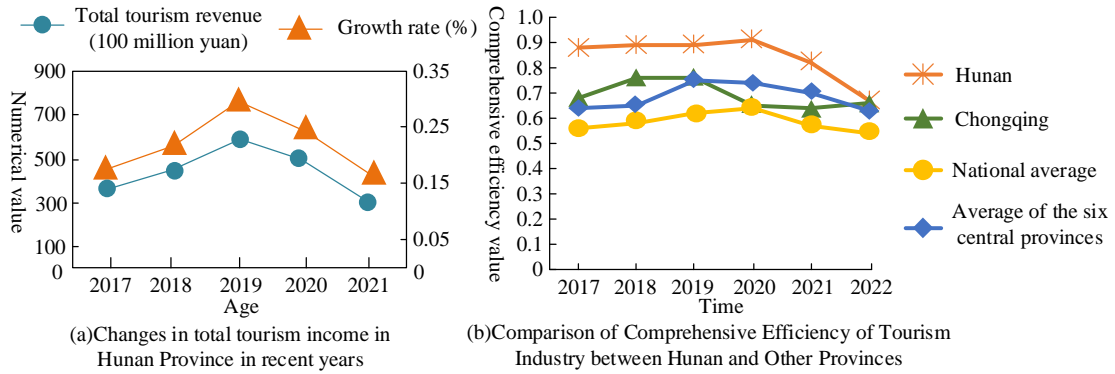 Total tourism revenue
(100 million yuan)
Growth rate (%)
Numerical value
900
700
500
300
100
0
0.35
0.25
0.15
0.05
0
2017 2018 2019 2020 2021
Age
(a)Changes in total tourism income in
Hunan Province in recent years
Comprehensive efficiency value
1.0
0.9
0.8
0.7
0.6
0.5
0.4
0.3
0.2
0.1
0
2017 2018 2019 2020 2021 2022
Time
Hunan
Chongqing
National average
Average of the six
central provinces
(b)Comparison of Comprehensive Efficiency of Tourism
Industry between Hunan and Other Provinces